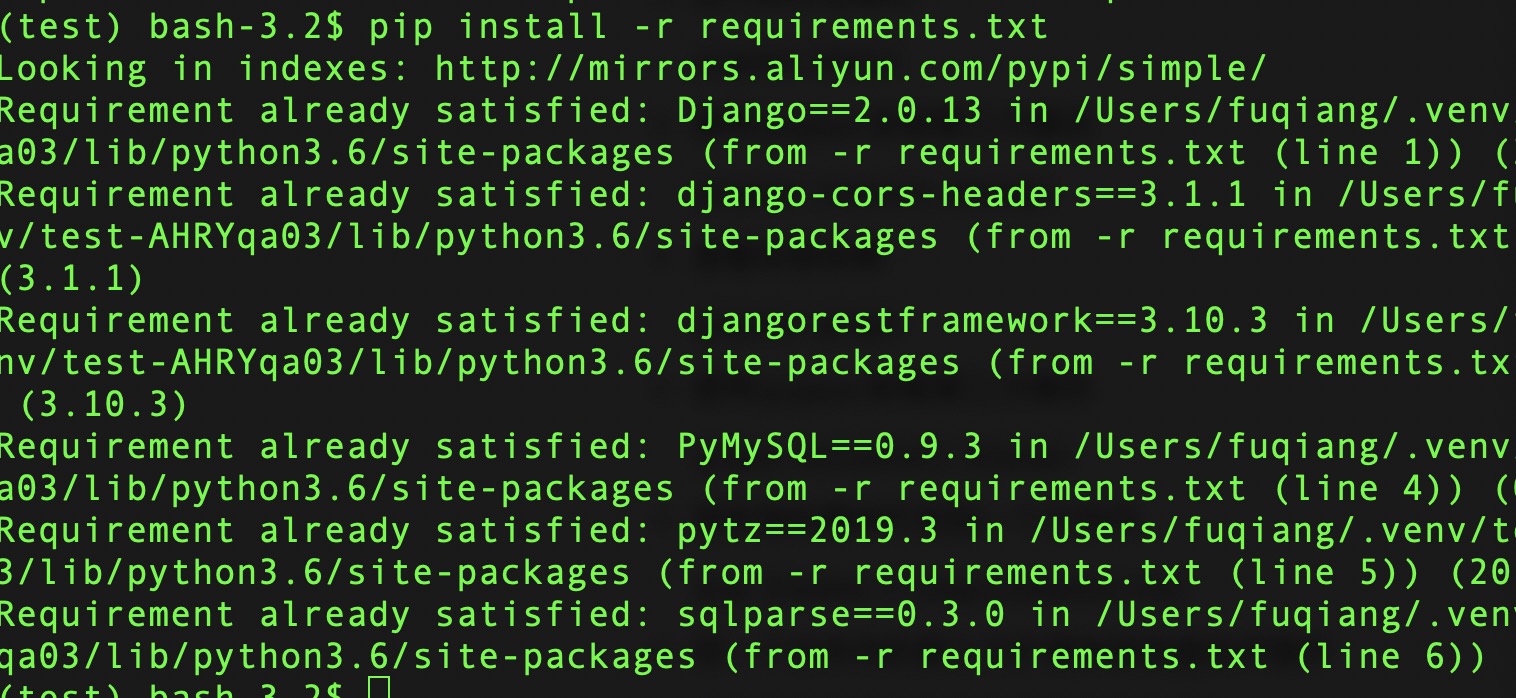 (test) bash-3.2$ pip install -r requirements.txt
Looking in indexes: http://mirrors.aliyun.com/pypi/simple/
Requirement already satisfied: Django==2.0.13 in /Users/fuqiang/.venv
a03/lib/python3.6/site-packages (from -r requirements.txt (line 1)) (
Requirement already satisfied: django-cors-headers==3.1.1 in /Users/fu
v/test-AHRYqa03/lib/python3.6/site-packages (from -r requirements.txt
(3.1.1)
Requirement already satisfied: djangorestframework==3.10.3 in /Users/
nv/test-AHRYqa03/lib/python3.6/site-packages (from -r requirements.tx
(3.10.3)
Requirement already satisfied: PyMySQL==0.9.3 in /Users/fuqiang/.venv
a03/lib/python3.6/site-packages (from -r requirements.txt (line 4)) (
Requirement already satisfied: pytz==2019.3 in /Users/fuqiang/.venv/te
3/lib/python3.6/site-packages (from -r requirements.txt (line 5)) (20
Requirement already satisfied: sqlparse==0.3.0 in /Users/fuqiang/.ven
qa03/lib/python3.6/site-packages (from -r requirements.txt (line 6))
(test) bash-3.2$